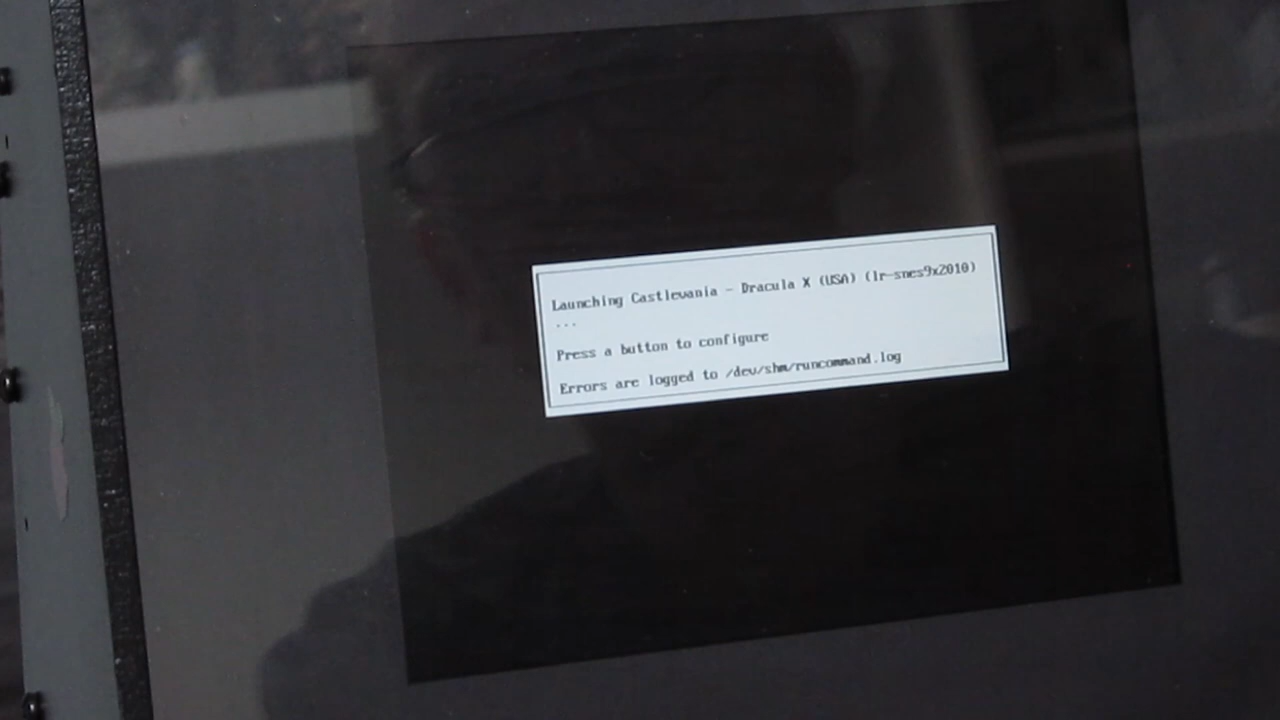 Launching Castlevania - Dracula X (USA) (lr-snes9x2010)
...
Press a button to configure
Errors are logged to /dev/shm/runcommand.log